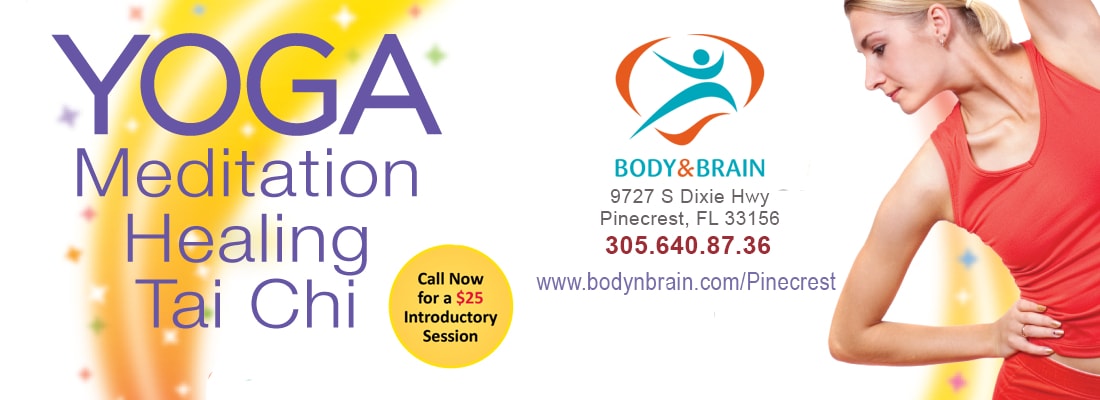 YOGA
Meditation
Healing
Tai Chi
Call Now
for a $25
Introductory
Session
BODY&BRAIN
9727 S Dixie Hwy
Pinecrest, FL 33156
305.640.87.36
www.bodynbrain.com/Pinecrest